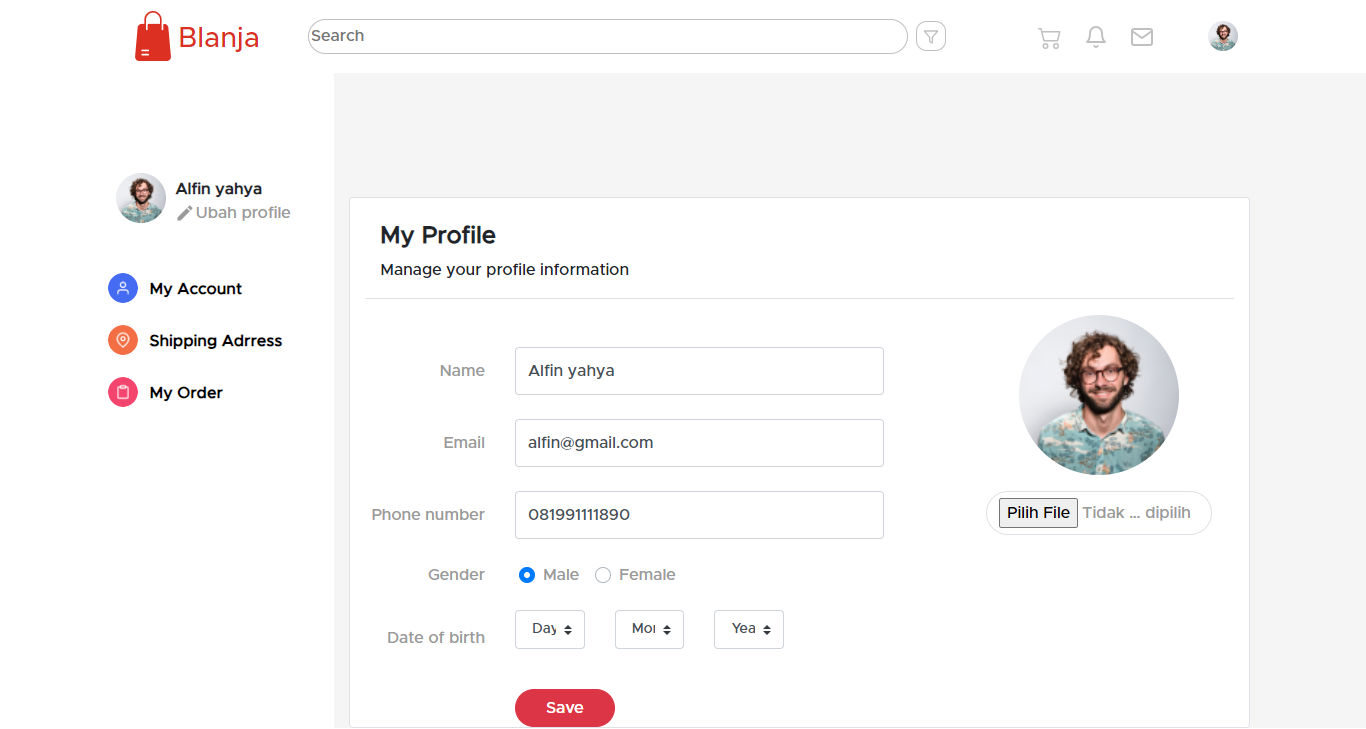 Blanja
Search
Alfin yahya
Ubah profile
My Account
Shipping Adrress
My Order
My Profile
Manage your profile information
Name Alfin yahya
Email alfin@gmail.com
Phone number 081991111890
Gender Male Female
Date of birth Day Mor Yea
Save
Pilih File Tidak ... dipilih